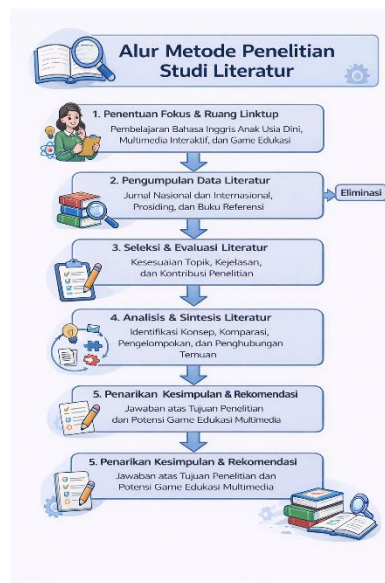 Alur Metode Penelitian
Studi Literatur
1. Penentuan Fokus & Ruang Linktup
Pembelajaran Bahasa Inggris Anak Usia Dini,
Multimedia Interaktif, dan Game Edukasi
2. Pengumpulan Data Literatur
Jurnal Nasional dan Internasional,
Prosiding, dan Buku Referensi
Eliminasi
3. Seleksi & Evaluasi Literatur
Kesesuaian Topik, Kejelasan,
dan Kontribusi Penelitian
4. Analisis & Sintesis Literatur
Identifikasi Konsep, Komparasi,
Pengelompokan, dan Penghubungan
Temuan
5. Penarikan Kesimpulan & Rekomendasi
Jawaban atas Tujuan Penelitian
dan Potensi Game Edukasi Multimedia
5. Penarikan Kesimpulan & Rekomendasi
Jawaban atas Tujuan Penelitian dan
Potensi Game Edukasi Multimedia